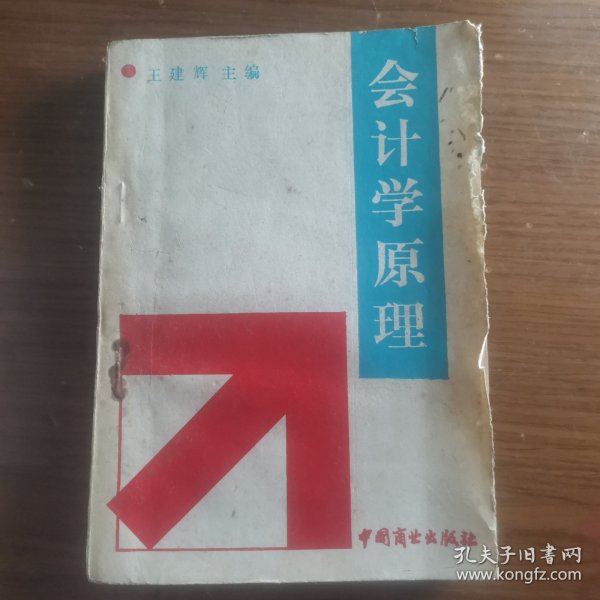 王建辉 主编
会计学原理
中国商业出版社
孔夫子旧书网
www.kongfz.com